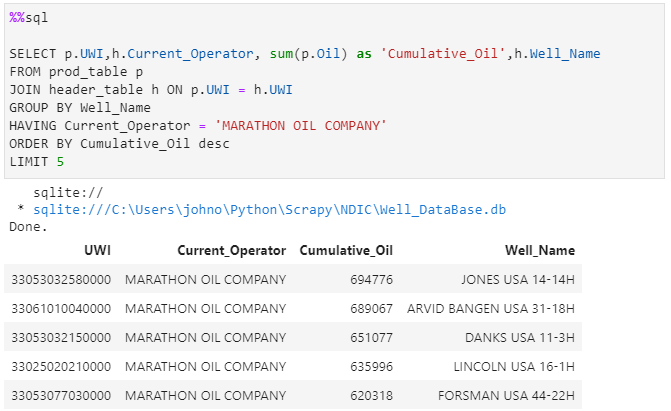 %%sql
SELECT p.UWI,h.Current_Operator, sum(p.Oil) as 'Cumulative_Oil',h.Well_Name
FROM prod_table p
JOIN header_table h ON p.UWI = h.UWI
GROUP BY Well_Name
HAVING Current_Operator = 'MARATHON OIL COMPANY'
ORDER BY Cumulative_Oil desc
LIMIT 5
sqlite://
* sqlite:///C:\Users\johno\Python\Scrapy\NDIC\Well_DataBase.db
Done.
UWI Current_Operator Cumulative_Oil Well_Name
33053032580000 MARATHON OIL COMPANY 694776 JONES USA 14-14H
33061010040000 MARATHON OIL COMPANY 689067 ARVID BANGEN USA 31-18H
33053032150000 MARATHON OIL COMPANY 651077 DANKS USA 11-3H
33025020210000 MARATHON OIL COMPANY 635996 LINCOLN USA 16-1H
33053077030000 MARATHON OIL COMPANY 620318 FORSMAN USA 44-22H